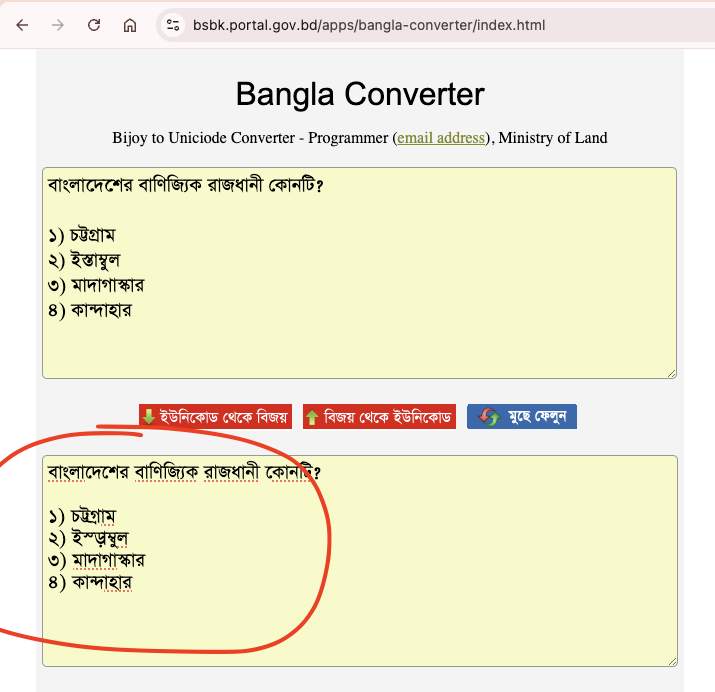 bsbk.portal.gov.bd/apps/bangla-converter/index.html
Bangla Converter
Bijoy to Uniciode Converter - Programmer (email address), Ministry of Land
বাংলাদেশের বাণিজ্যিক রাজধানী কোনটি?
১) চট্টগ্রাম
২) ইস্তাম্বুল
৩) মাদাগাস্কার
৪) কান্দাহার
ইউনিকোড থেকে বিজয় বিজয় থেকে ইউনিকোড মুছে ফেলুন
বাংলাদেশের বাণিজ্যিক রাজধানী কোনটি?
১) চট্টগ্রাম
২) ইস্ড়াম্বুল
৩) মাদাগাস্কার
৪) কান্দাহার